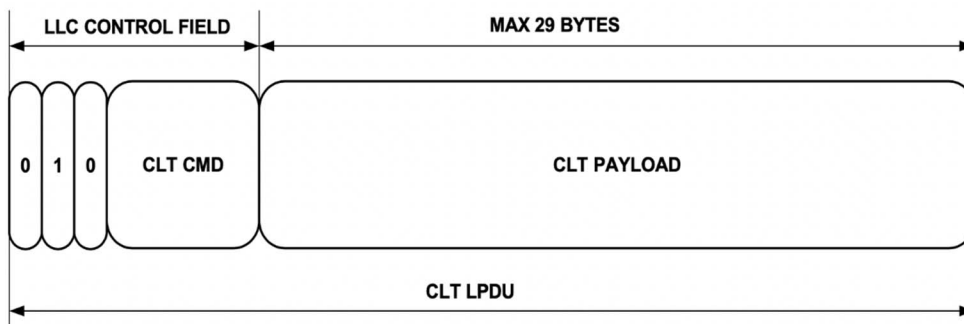 LLC CONTROL FIELD MAX 29 BYTES
0 1 0 CLT CMD CLT PAYLOAD
CLT LPDU